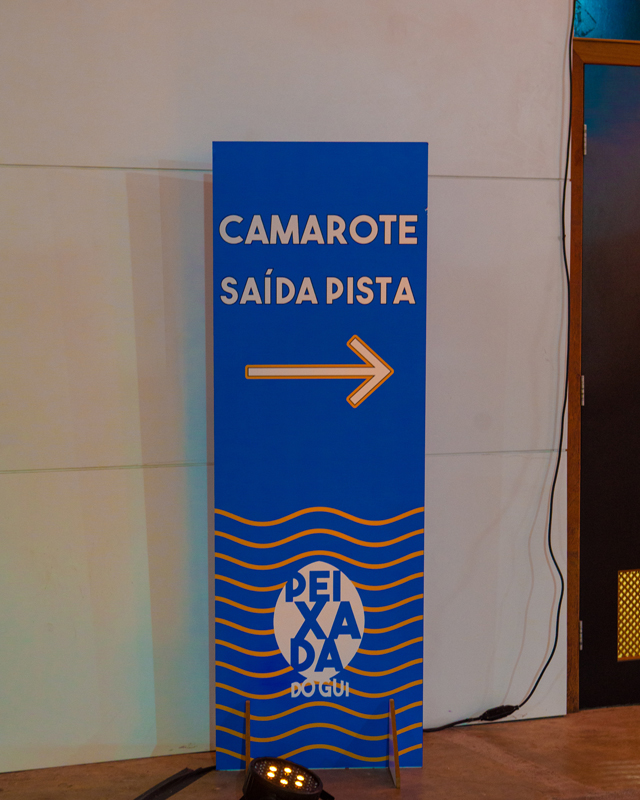 CAMAROTE
SAÍDA PISTA
PEI
XA
DA
DO GUI